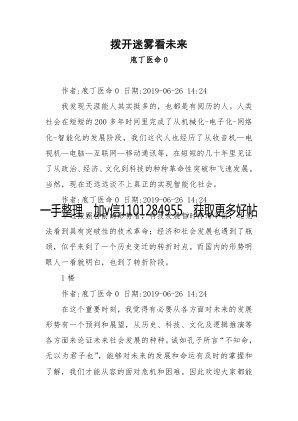 拨开迷雾看未来
庖丁医命 0
作者:庖丁医命 0 日期:2019-06-26 14:24
我发现天涯能人其实挺多的，也都是有阅历的人。人类
社会在短短的200多年时间里完成了从机械化-电子化-网络
化-智能化的发展阶段，我们这代人也经历了从收音机—电
视机—电脑—互联网—移动通讯等，在短短的几十年里见证
了从政治、经济、文化到科技的种种革命性突破和飞速发展。
当然，现在还远远谈不上真正的实现智能化社会。
一手整理，加v信1101284955，获取更多好帖
法看到具有突破性的技术革命；经济和社会发展也遇到了瓶
颈，似乎来到了一个历史变迁的转折时点。而国内的形势明
眼人一看就明白，也到了转折阶段。
1 楼
作者:庖丁医命 0 日期:2019-06-26 14:24
在这个重要时刻，我觉得有必要从各方面对未来的发展
形势有一个预判和展望，从历史、科技、文化及逻辑推演等
各方面来论证未来社会发展的种种。诚如孔子所言“不知命，
无以为君子也”，能够对未来的发展和命运有及时的掌握和
了解，我们才能从容的面对危机和困难。因此欢迎大家都能